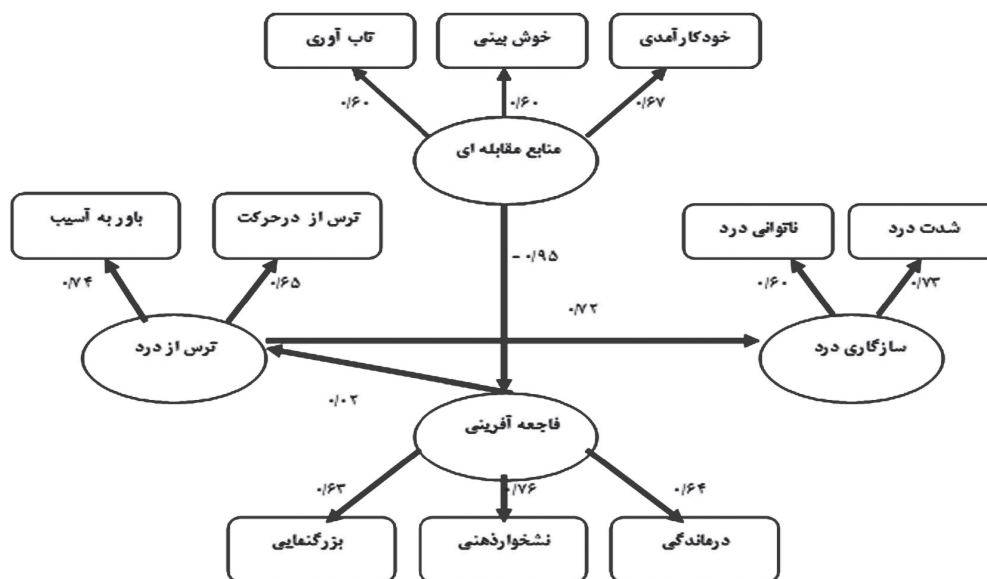 خودکارآمدی
خوش بینی
تاب آوری
۰/۶۷
۰/۶۰
۰/۶۰
منابع مقابله ای
شدت درد
ناتوانی درد
ترس از درحرکت
باور به آسیب
- ۰/۹۵
۰/۷۳
۰/۶۰
۰/۶۵
۰/۷۴
۰/۷۲
سازگاری درد
ترس از درد
۰/۰۲
فاجعه آفرینی
۰/۶۴
۰/۷۶
۰/۶۳
درماندگی
نشخوارذهنی
بزرگنمایی